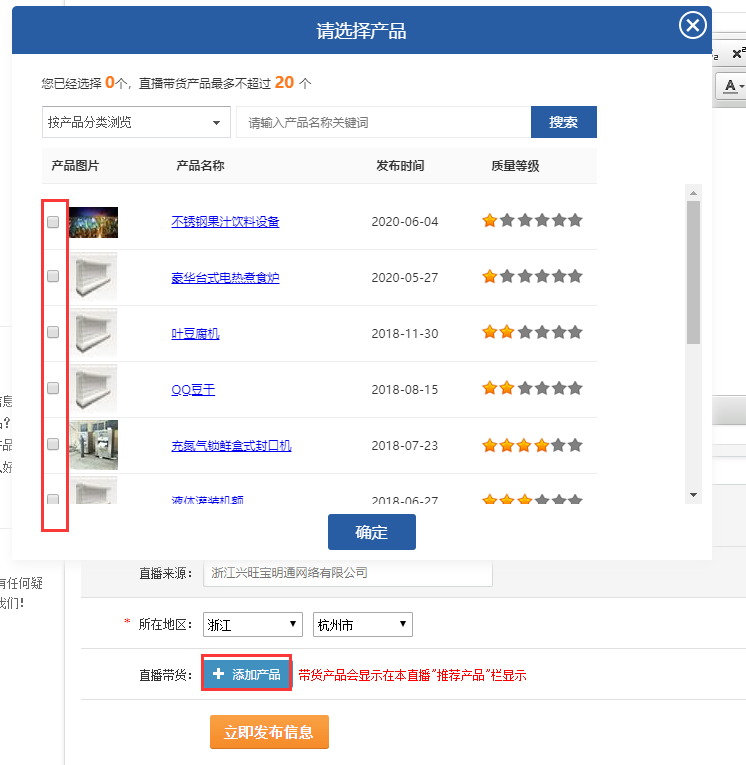 请选择产品
您已经选择 0个，直播带货产品最多不超过 20 个
按产品分类浏览
请输入产品名称关键词
搜索
产品图片 产品名称 发布时间 质量等级
不锈钢果汁饮料设备 2020-06-04
豪华台式电热煮食炉 2020-05-27
叶豆腐机 2018-11-30
QQ豆干 2018-08-15
充氮气锁鲜盒式封口机 2018-07-23
液体灌装机颤 2018-06-27
确定
信息
品?
产品
么好
有任何疑
我们!
直播来源： 浙江兴旺宝明通网络有限公司
* 所在地区： 浙江 杭州市
直播带货： + 添加产品 带货产品会显示在本直播"推荐产品"栏显示
立即发布信息